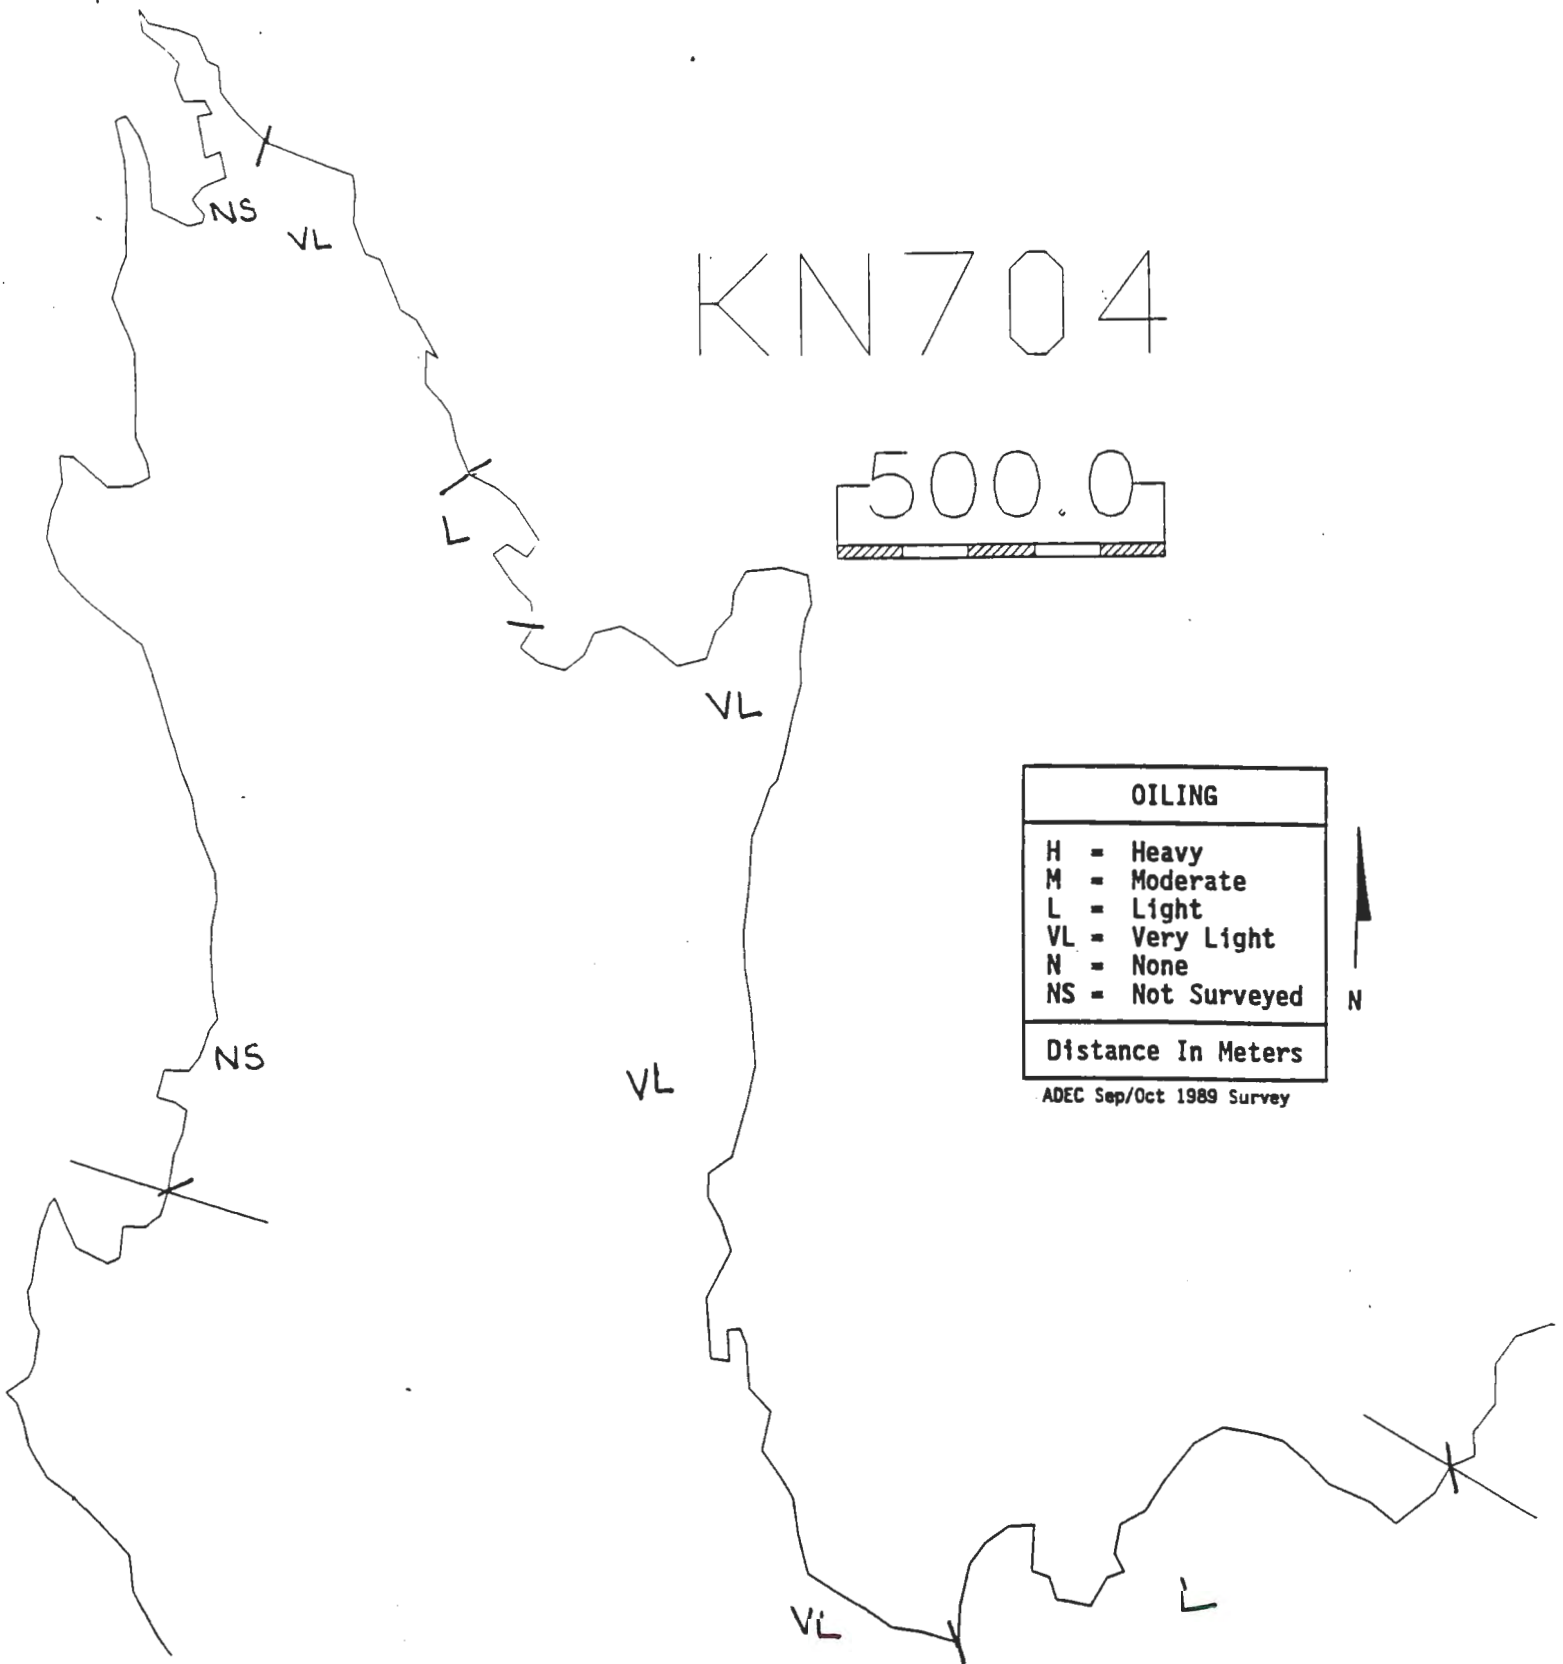 NS
VL
KN704
500.0
L
VL
OILING
H = Heavy
M = Moderate
L = Light
VL = Very Light
N = None
NS = Not Surveyed
Distance In Meters
N
ADEC Sep/Oct 1989 Survey
NS
VL
VL
L